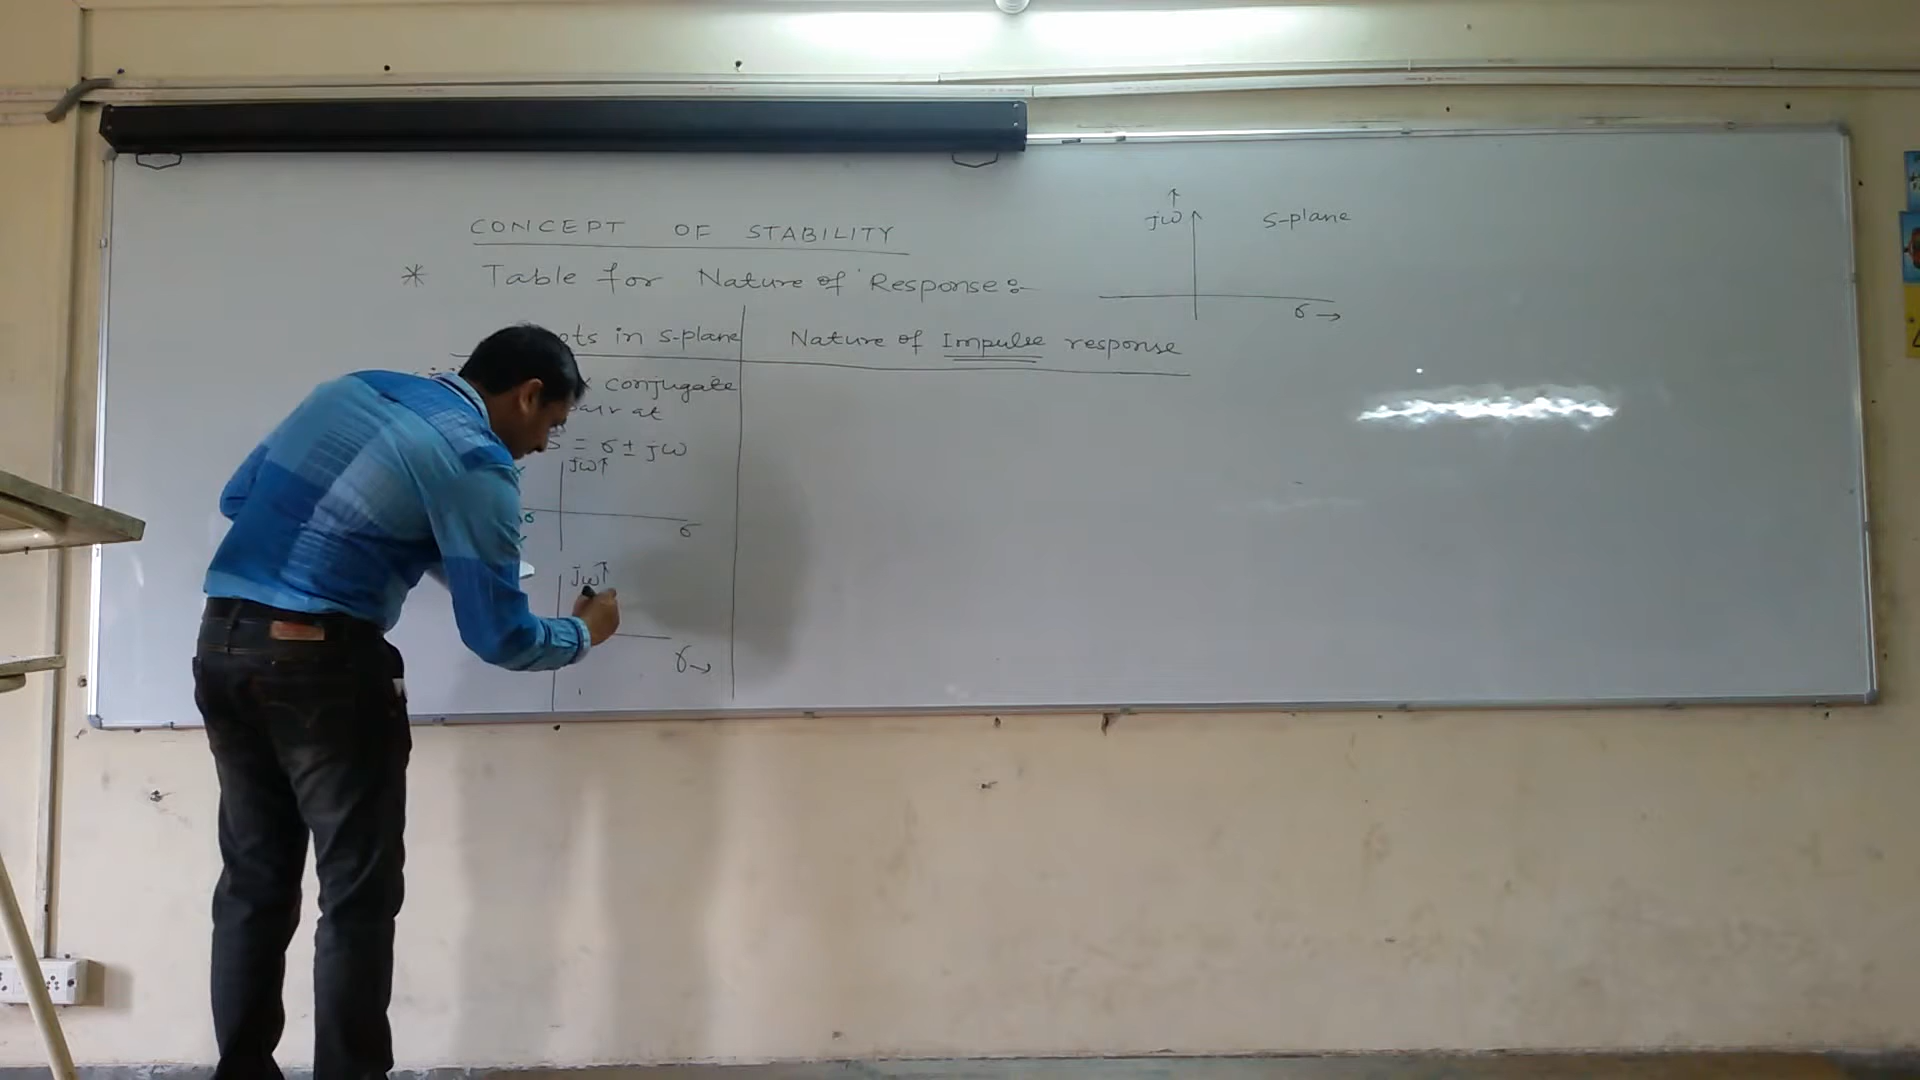 CONCEPT OF STABILITY
* Table for Nature of Response:-
in s-plane
Nature of Impulse response
conjugate
at
= σ ± jω
jω↑
σ
jω↑
σ→
↑
jω
S-plane
σ→